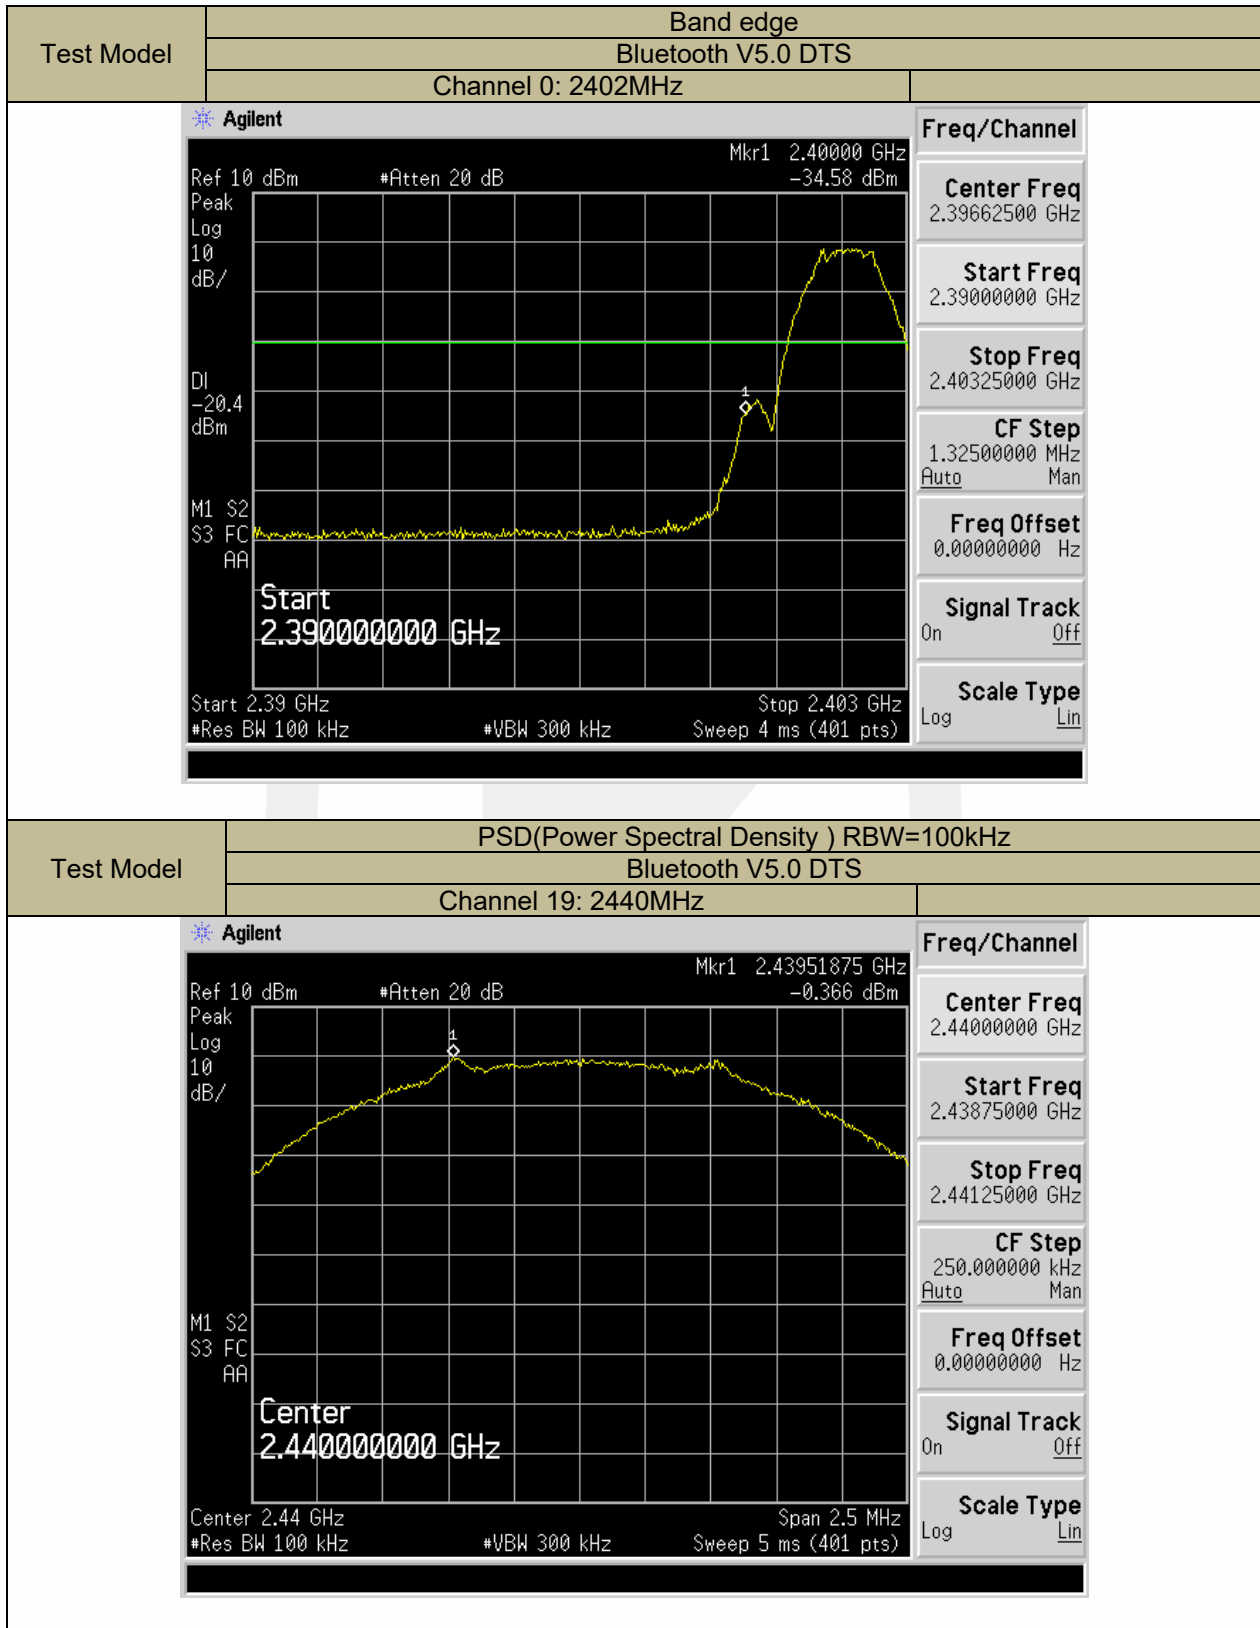 Test Model
Band edge
Bluetooth V5.0 DTS
Channel 0: 2402MHz
Agilent
Freq/Channel
Mkr1 2.40000 GHz
Ref 10 dBm #Atten 20 dB -34.58 dBm
Peak
Log
10
dB/
DI
-20.4
dBm
M1 S2
S3 FC
AA
1
Start
2.390000000 GHz
Start 2.39 GHz Stop 2.403 GHz
#Res BW 100 kHz #VBW 300 kHz Sweep 4 ms (401 pts)
Center Freq
2.39662500 GHz
Start Freq
2.39000000 GHz
Stop Freq
2.40325000 GHz
CF Step
1.32500000 MHz
Auto Man
Freq Offset
0.00000000 Hz
Signal Track
On Off
Scale Type
Log Lin
Test Model
PSD(Power Spectral Density ) RBW=100kHz
Bluetooth V5.0 DTS
Channel 19: 2440MHz
Agilent
Freq/Channel
Mkr1 2.43951875 GHz
Ref 10 dBm #Atten 20 dB -0.366 dBm
Peak
Log
10
dB/
M1 S2
S3 FC
AA
1
Center
2.440000000 GHz
Center 2.44 GHz Span 2.5 MHz
#Res BW 100 kHz #VBW 300 kHz Sweep 5 ms (401 pts)
Center Freq
2.44000000 GHz
Start Freq
2.43875000 GHz
Stop Freq
2.44125000 GHz
CF Step
250.000000 kHz
Auto Man
Freq Offset
0.00000000 Hz
Signal Track
On Off
Scale Type
Log Lin